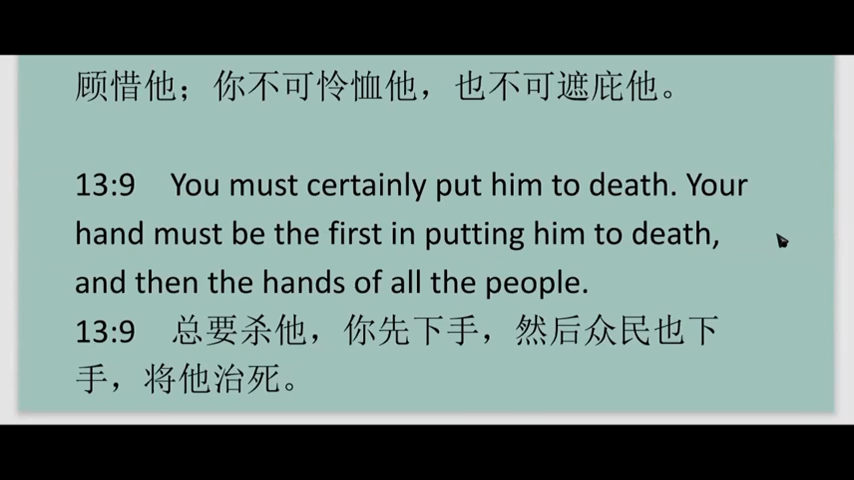 顾惜他；你不可怜恤他，也不可遮庇他。
13:9 You must certainly put him to death. Your
hand must be the first in putting him to death,
and then the hands of all the people.
13:9 总要杀他，你先下手，然后众民也下
手，将他治死。